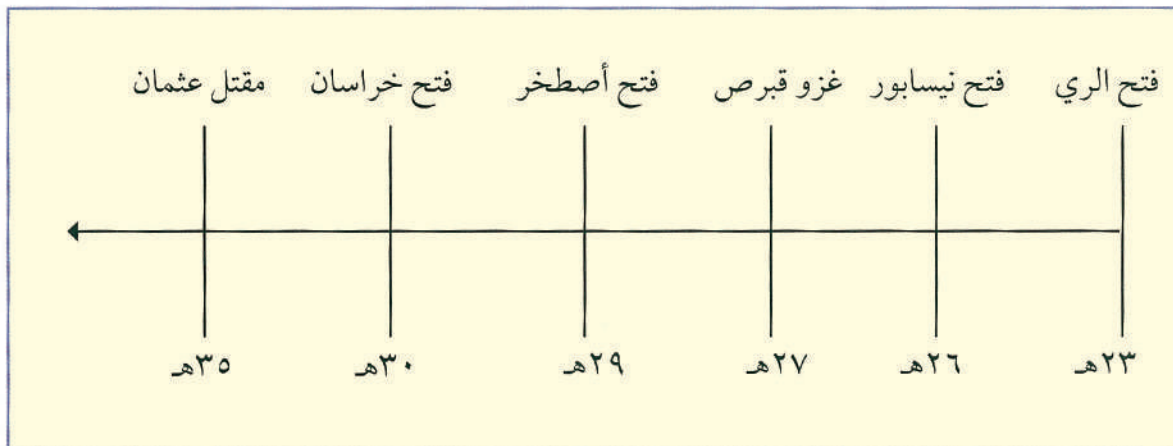 فتح الري فتح نيسابور غزو قبرص فتح أصطخر فتح خراسان مقتل عثمان
٢٣هـ ٢٦هـ ٢٧هـ ٢٩هـ ٣٠هـ ٣٥هـ